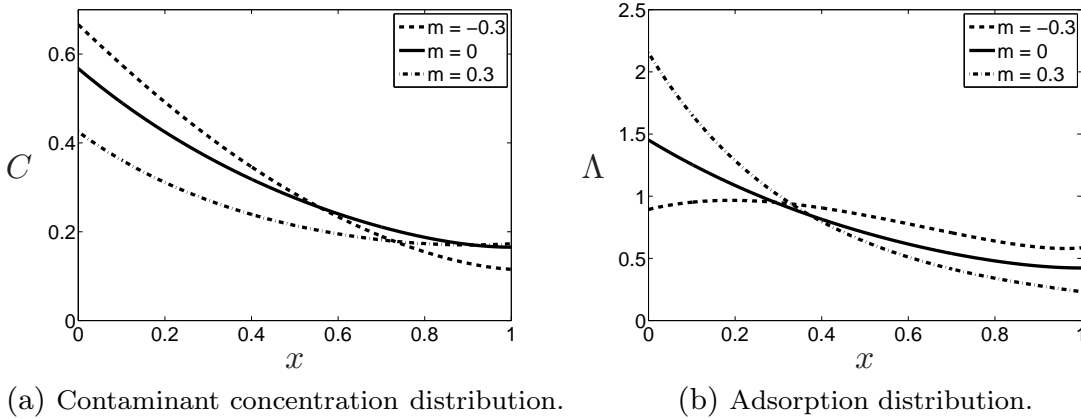 m = −0.3
m = 0
m = 0.3
0.6
0.4
0.2
0
C
0 0.2 0.4 0.6 0.8 1
x
(a) Contaminant concentration distribution.
m = −0.3
m = 0
m = 0.3
2.5
2
1.5
1
0.5
0
Λ
0 0.2 0.4 0.6 0.8 1
x
(b) Adsorption distribution.